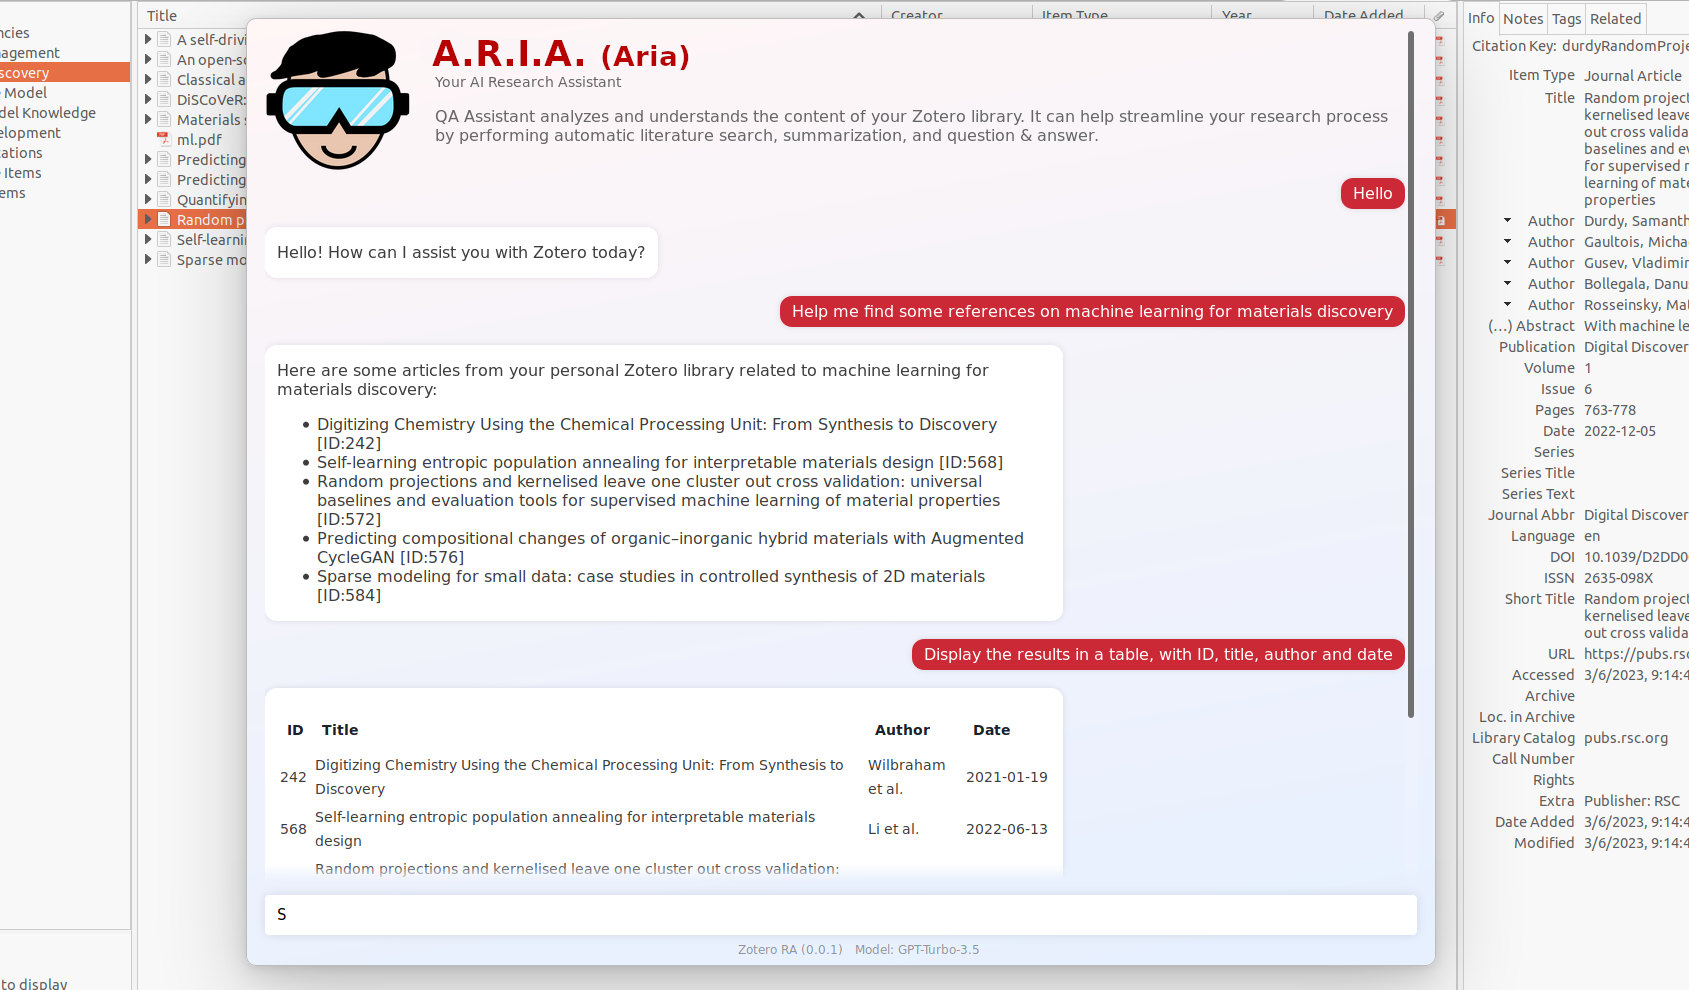 Title
Creator
Item Type
Year
Date Added
ncies
agement
scovery
Model
del Knowledge
elopment
ations
Items
ems
to display
A self-drivi
An open-so
Classical a
DiSCoVeR:
Materials s
ml.pdf
Predicting
Predicting
Quantifyin
Random p
Self-learni
Sparse mo
A.R.I.A. (Aria)
Your AI Research Assistant
QA Assistant analyzes and understands the content of your Zotero library. It can help streamline your research process
by performing automatic literature search, summarization, and question & answer.
Hello
Hello! How can I assist you with Zotero today?
Help me find some references on machine learning for materials discovery
Here are some articles from your personal Zotero library related to machine learning for
materials discovery:
• Digitizing Chemistry Using the Chemical Processing Unit: From Synthesis to Discovery
[ID:242]
• Self-learning entropic population annealing for interpretable materials design [ID:568]
• Random projections and kernelised leave one cluster out cross validation: universal
baselines and evaluation tools for supervised machine learning of material properties
[ID:572]
• Predicting compositional changes of organic–inorganic hybrid materials with Augmented
CycleGAN [ID:576]
• Sparse modeling for small data: case studies in controlled synthesis of 2D materials
[ID:584]
Display the results in a table, with ID, title, author and date
ID Title Author Date
242 Digitizing Chemistry Using the Chemical Processing Unit: From Synthesis to
Discovery Wilbraham
et al. 2021-01-19
568 Self-learning entropic population annealing for interpretable materials
design Li et al. 2022-06-13
Random projections and kernelised leave one cluster out cross validation:
S
Zotero RA (0.0.1) Model: GPT-Turbo-3.5
Info Notes Tags Related
Citation Key: durdyRandomProje
Item Type Journal Article
Title Random project
kernelised leave
out cross valida
baselines and ev
for supervised m
learning of mate
properties
Author Durdy, Samanth
Author Gaultois, Micha
Author Gusev, Vladimir
Author Bollegala, Danus
Author Rosseinsky, Mat
(...) Abstract With machine le
Publication Digital Discover
Volume 1
Issue 6
Pages 763-778
Date 2022-12-05
Series
Series Title
Series Text
Journal Abbr Digital Discover
Language en
DOI 10.1039/D2DD0
ISSN 2635-098X
Short Title Random project
kernelised leave
out cross valida
URL https://pubs.rsc
Accessed 3/6/2023, 9:14:4
Archive
Loc. in Archive
Library Catalog pubs.rsc.org
Call Number
Rights
Extra Publisher: RSC
Date Added 3/6/2023, 9:14:4
Modified 3/6/2023, 9:14:4